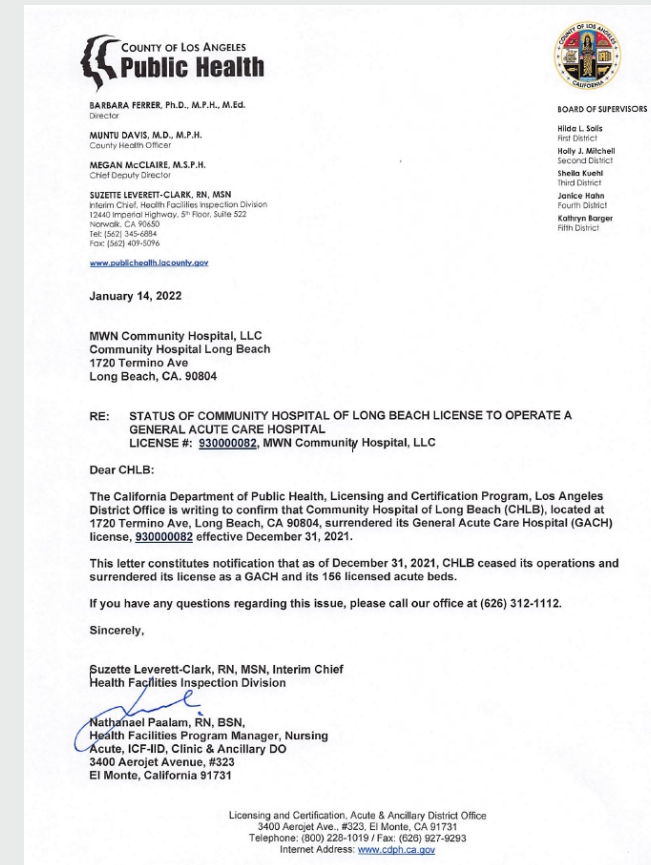 COUNTY OF LOS ANGELES
Public Health
BARBARA FERRER, Ph.D., M.P.H., M.Ed.
Director
MUNTU DAVIS, M.D., M.P.H.
County Health Officer
MEGAN McCLAIRE, M.S.P.H.
Chief Deputy Director
SUZETTE LEVERETT-CLARK, RN, MSN
Interim Chief, Health Facilities Inspection Division
12440 Imperial Highway, 5th Floor, Suite 522
Norwalk, CA 90650
Tel: (562) 345-6884
Fax: (562) 409-5096
www.publichealth.lacounty.gov
COUNTY OF LOS ANGELES
CALIFORNIA
BOARD OF SUPERVISORS
Hilda L. Solis
First District
Holly J. Mitchell
Second District
Sheila Kuehl
Third District
Janice Hahn
Fourth District
Kathryn Barger
Fifth District
January 14, 2022
MWN Community Hospital, LLC
Community Hospital Long Beach
1720 Termino Ave
Long Beach, CA. 90804
RE: STATUS OF COMMUNITY HOSPITAL OF LONG BEACH LICENSE TO OPERATE A
GENERAL ACUTE CARE HOSPITAL
LICENSE #: 930000082, MWN Community Hospital, LLC
Dear CHLB:
The California Department of Public Health, Licensing and Certification Program, Los Angeles
District Office is writing to confirm that Community Hospital of Long Beach (CHLB), located at
1720 Termino Ave, Long Beach, CA 90804, surrendered its General Acute Care Hospital (GACH)
license, 930000082 effective December 31, 2021.
This letter constitutes notification that as of December 31, 2021, CHLB ceased its operations and
surrendered its license as a GACH and its 156 licensed acute beds.
If you have any questions regarding this issue, please call our office at (626) 312-1112.
Sincerely,
Suzette Leverett-Clark, RN, MSN, Interim Chief
Health Facilities Inspection Division
Nathanael Paalam, RN, BSN,
Health Facilities Program Manager, Nursing
Acute, ICF-IID, Clinic & Ancillary DO
3400 Aerojet Avenue, #323
El Monte, California 91731
Licensing and Certification, Acute & Ancillary District Office
3400 Aerojet Ave., #323, El Monte, CA 91731
Telephone: (800) 228-1019 / Fax: (626) 927-9293
Internet Address: www.cdph.ca.gov